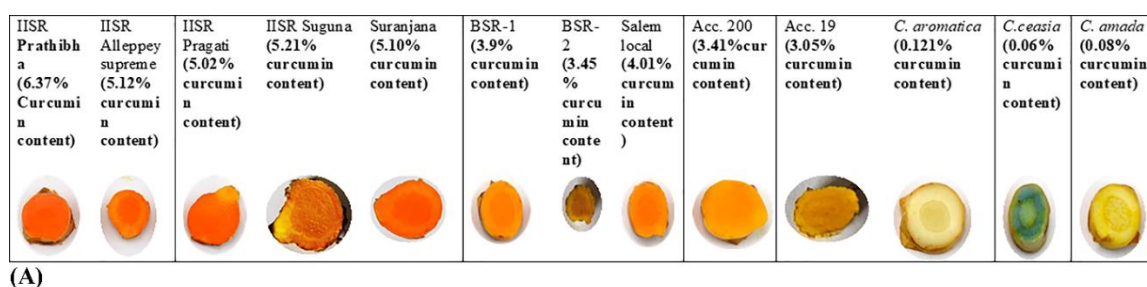 IISR
Prathibh
a
(6.37%
Curcumi
n
content)
IISR
Alleppey
supreme
(5.12%
curcumi
n
content)
IISR
Pragati
(5.02%
curcumi
n
content)
IISR Suguna
(5.21%
curcumin
content)
Suranjana
(5.10%
curcumin
content)
BSR-1
(3.9%
curcumin
content)
BSR-
2
(3.45
%
curcu
min
conte
nt)
Salem
local
(4.01%
curcum
in
content
)
Acc. 200
(3.41%cur
cumin
content)
Acc. 19
(3.05%
curcumin
content)
C. aromatica
(0.121%
curcumin
content)
C.ceasia
(0.06%
curcumi
n
content)
C. amada
(0.08%
curcumin
content)
(A)